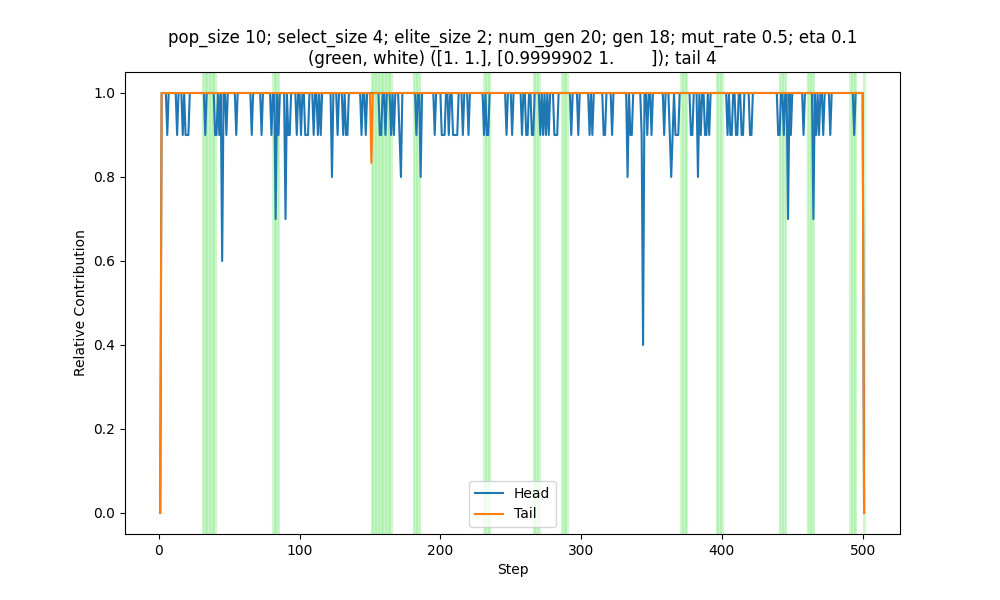 pop_size 10; select_size 4; elite_size 2; num_gen 20; gen 18; mut_rate 0.5; eta 0.1
(green, white) ([1. 1.], [0.9999902 1.        ]); tail 4
1.0
0.8
0.6
0.4
0.2
0.0
Relative Contribution
Head
Tail
0
100
200
300
400
500
Step